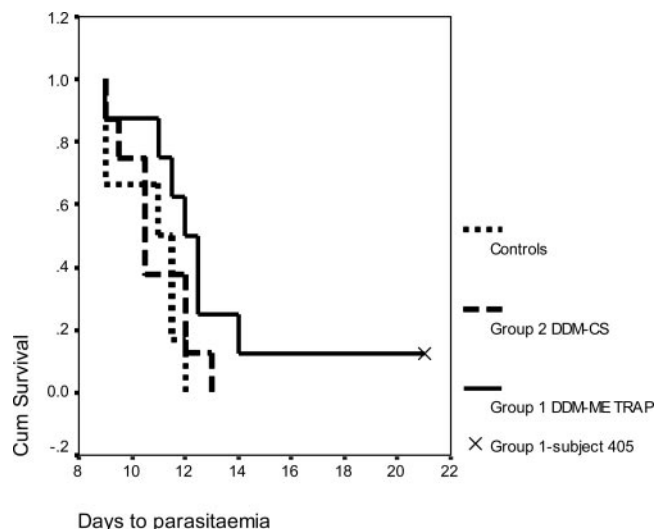 1.2
1.0
.8
.6
.4
.2
0.0
-.2
Cum Survival
8 10 12 14 16 18 20 22
Days to parasitaemia
Controls
Group 2 DDM-CS
Group 1 DDM-METRAP
Group 1-subject 405